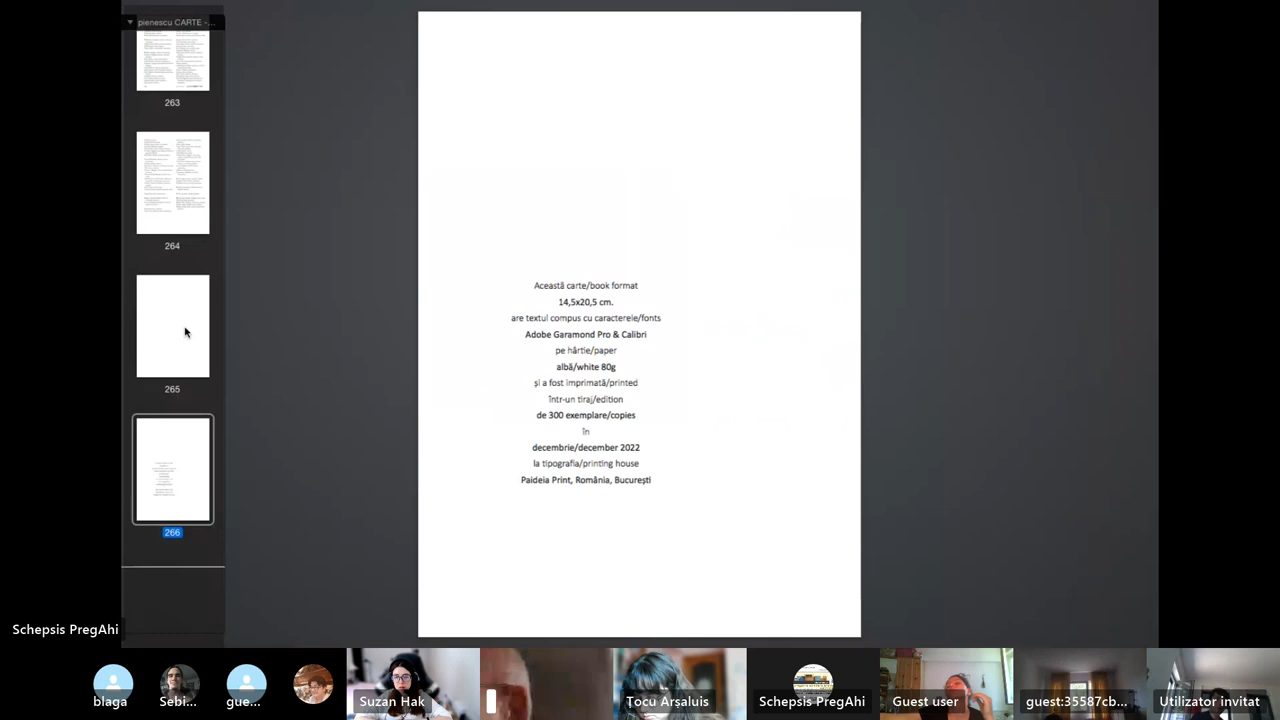 pienescu CARTE -...
263
264
265
266
Această carte/book format
14,5x20,5 cm.
are textul compus cu caracterele/fonts
Adobe Garamond Pro & Calibri
pe hârtie/paper
albă/white 80g
și a fost imprimată/printed
într-un tiraj/edition
de 300 exemplare/copies
în
decembrie/december 2022
la tipografia/printing house
Paideia Print, România, București
Schepsis PregAhi
Sebi...
gue...
Suzan Hak
Tocu Arșaluis
Schepsis PregAhi
Guest user
guest:35587cb...
Utilizator invitat